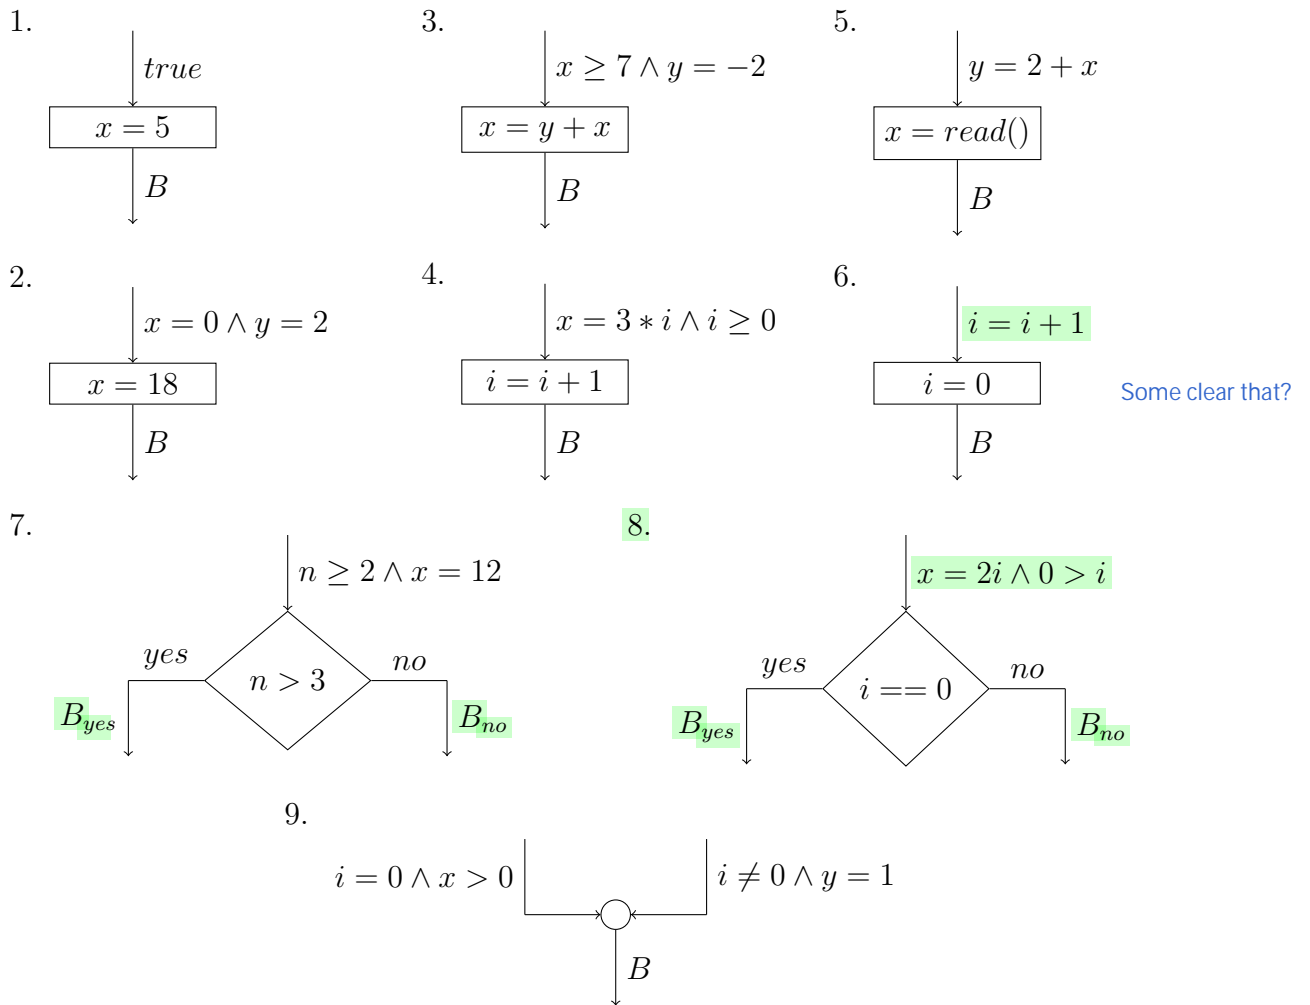 1.
true
x = 5
B
3.
x ≥ 7 ∧ y = −2
x = y + x
B
5.
y = 2 + x
x = read()
B
2.
x = 0 ∧ y = 2
x = 18
B
4.
x = 3 ∗ i ∧ i ≥ 0
i = i + 1
B
6.
i = i + 1
i = 0
B
Some clear that?
7.
n ≥ 2 ∧ x = 12
yes
n > 3
no
B_yes
B_no
8.
x = 2i ∧ 0 > i
yes
i == 0
no
B_yes
B_no
9.
i = 0 ∧ x > 0
i ≠ 0 ∧ y = 1
B